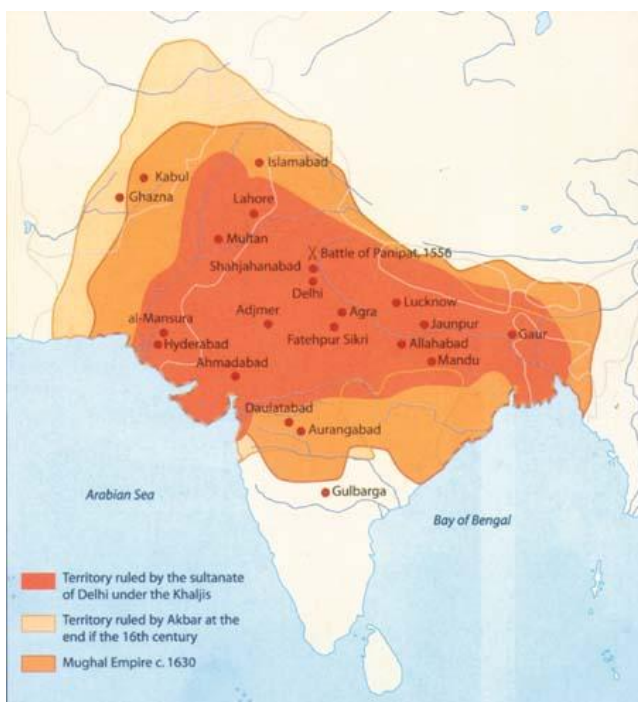 Islamabad
Kabul
Ghazna
Lahore
Multan
Battle of Panipat, 1556
Shahjahanabad
Delhi
Lucknow
Agra
Adjmer
al-Mansura
Jaunpur
Fatehpur Sikri
Gaur
Hyderabad
Allahabad
Mandu
Ahmadabad
Daulatabad
Aurangabad
Gulbarga
Arabian Sea
Bay of Bengal
Territory ruled by the sultanate
of Delhi under the Khaljis
Territory ruled by Akbar at the
end if the 16th century
Mughal Empire c. 1630